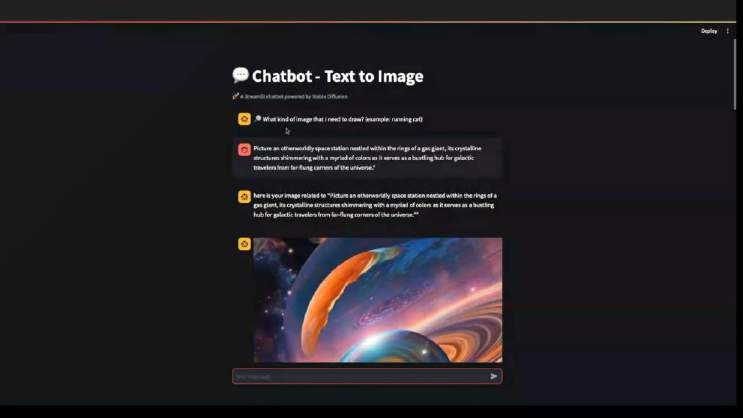 Deploy
Chatbot - Text to Image
A Streamlit chatbot powered by Stable Diffusion
What kind of image that I need to draw? (example: running cat)
Picture an otherworldly space station nestled within the rings of a gas giant, its crystalline
structures shimmering with a myriad of colors as it serves as a bustling hub for galactic
travelers from far-flung corners of the universe."
here is your image related to "Picture an otherworldly space station nestled within the rings of a
gas giant, its crystalline structures shimmering with a myriad of colors as it serves as a bustling
hub for galactic travelers from far-flung corners of the universe.""
Your message